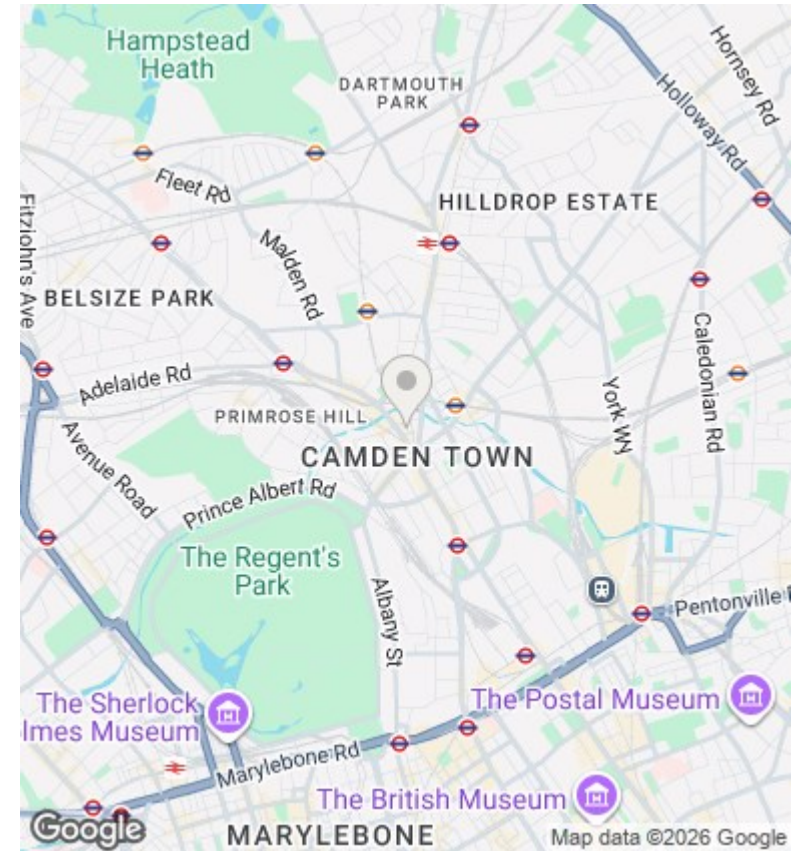 Hampstead
Heath
DARTMOUTH
PARK
Hornsey Rd
Holloway Rd
Fleet Rd
HILLDROP ESTATE
Fitzjohn's Ave
Malden Rd
BELSIZE PARK
Caledonian Rd
Adelaide Rd
York WN
PRIMROSE HILL
CAMDEN TOWN
Avenue Road
Prince Albert Rd
The Regent's
Park
Albany St
Pentonville
The Sherlock
lmes Museum
The Postal Museum
Marylebone Rd
The British Museum
Google
MARYLEBONE
Map data ©2026 Google